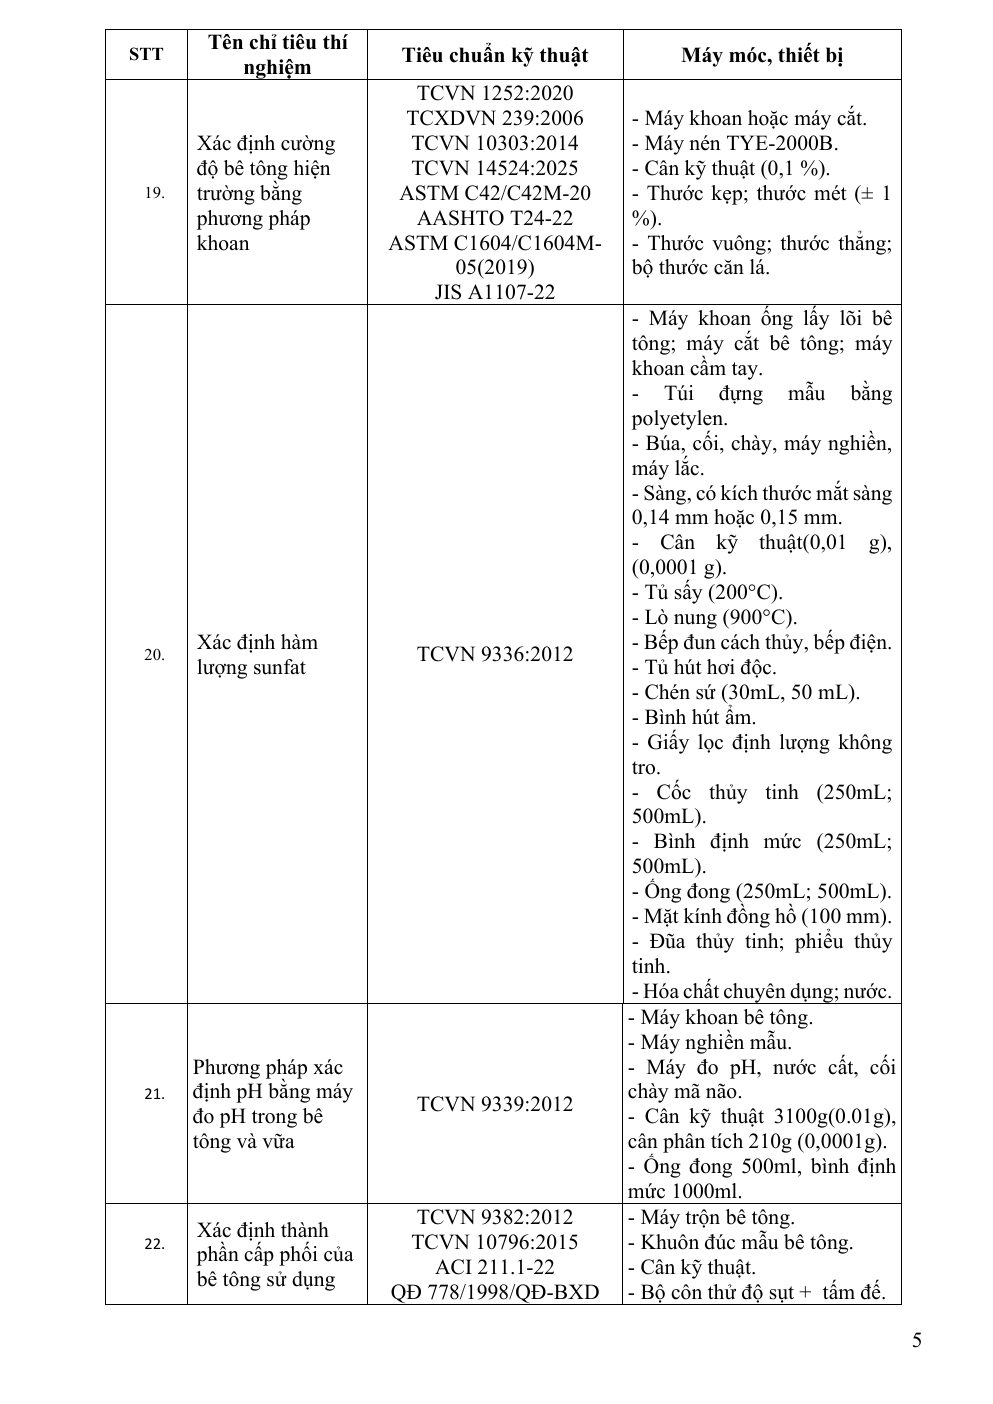 STT
Tên chỉ tiêu thí
nghiệm
Tiêu chuẩn kỹ thuật
Máy móc, thiết bị
19.
Xác định cường
độ bê tông hiện
trường bằng
phương pháp
khoan
TCVN 1252:2020
TCXDVN 239:2006
TCVN 10303:2014
TCVN 14524:2025
ASTM C42/C42M-20
AASHTO T24-22
ASTM C1604/C1604M-
05(2019)
JIS A1107-22
- Máy khoan hoặc máy cắt.
- Máy nén TYE-2000B.
- Cân kỹ thuật (0,1 %).
- Thước kẹp; thước mét (± 1
%).
- Thước vuông; thước thẳng;
bộ thước căn lá.
20.
Xác định hàm
lượng sunfat
TCVN 9336:2012
- Máy khoan ống lấy lõi bê
tông; máy cắt bê tông; máy
khoan cầm tay.
- Túi đựng mẫu bằng
polyetylen.
- Búa, cối, chày, máy nghiền,
máy lắc.
- Sàng, có kích thước mắt sàng
0,14 mm hoặc 0,15 mm.
- Cân kỹ thuật(0,01 g),
(0,0001 g).
- Tủ sấy (200°C).
- Lò nung (900°C).
- Bếp đun cách thủy, bếp điện.
- Tủ hút hơi độc.
- Chén sứ (30mL, 50 mL).
- Bình hút ẩm.
- Giấy lọc định lượng không
tro.
- Cốc thủy tinh (250mL;
500mL).
- Bình định mức (250mL;
500mL).
- Ống đong (250mL; 500mL).
- Mặt kính đồng hồ (100 mm).
- Đũa thủy tinh; phiểu thủy
tinh.
- Hóa chất chuyên dụng; nước.
21.
Phương pháp xác
định pH bằng máy
đo pH trong bê
tông và vữa
TCVN 9339:2012
- Máy khoan bê tông.
- Máy nghiền mẫu.
- Máy đo pH, nước cất, cối
chày mã não.
- Cân kỹ thuật 3100g(0.01g),
cân phân tích 210g (0,0001g).
- Ống đong 500ml, bình định
mức 1000ml.
22.
Xác định thành
phần cấp phối của
bê tông sử dụng
TCVN 9382:2012
TCVN 10796:2015
ACI 211.1-22
QĐ 778/1998/QĐ-BXD
- Máy trộn bê tông.
- Khuôn đúc mẫu bê tông.
- Cân kỹ thuật.
- Bộ côn thử độ sụt + tấm đế.
5